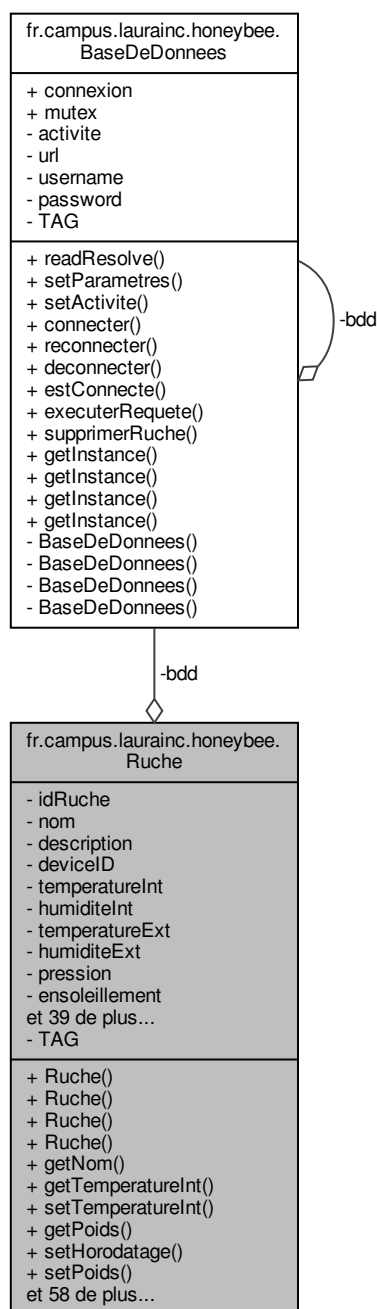 fr.campus.laurainc.honeybee.
BaseDeDonnees
+ connexion
+ mutex
- activite
- url
- username
- password
- TAG
+ readResolve()
+ setParametres()
+ setActivite()
+ connecter()
+ reconnecter()
+ deconnecter()
+ estConnecte()
+ executerRequete()
+ supprimerRuche()
+ getInstance()
+ getInstance()
+ getInstance()
+ getInstance()
- BaseDeDonnees()
- BaseDeDonnees()
- BaseDeDonnees()
- BaseDeDonnees()
-bdd
-bdd
fr.campus.laurainc.honeybee.
Ruche
- idRuche
- nom
- description
- deviceID
- temperatureInt
- humiditeInt
- temperatureExt
- humiditeExt
- pression
- ensoleillement
et 39 de plus...
- TAG
+ Ruche()
+ Ruche()
+ Ruche()
+ Ruche()
+ getNom()
+ getTemperatureInt()
+ setTemperatureInt()
+ getPoids()
+ setHorodatage()
+ setPoids()
et 58 de plus...